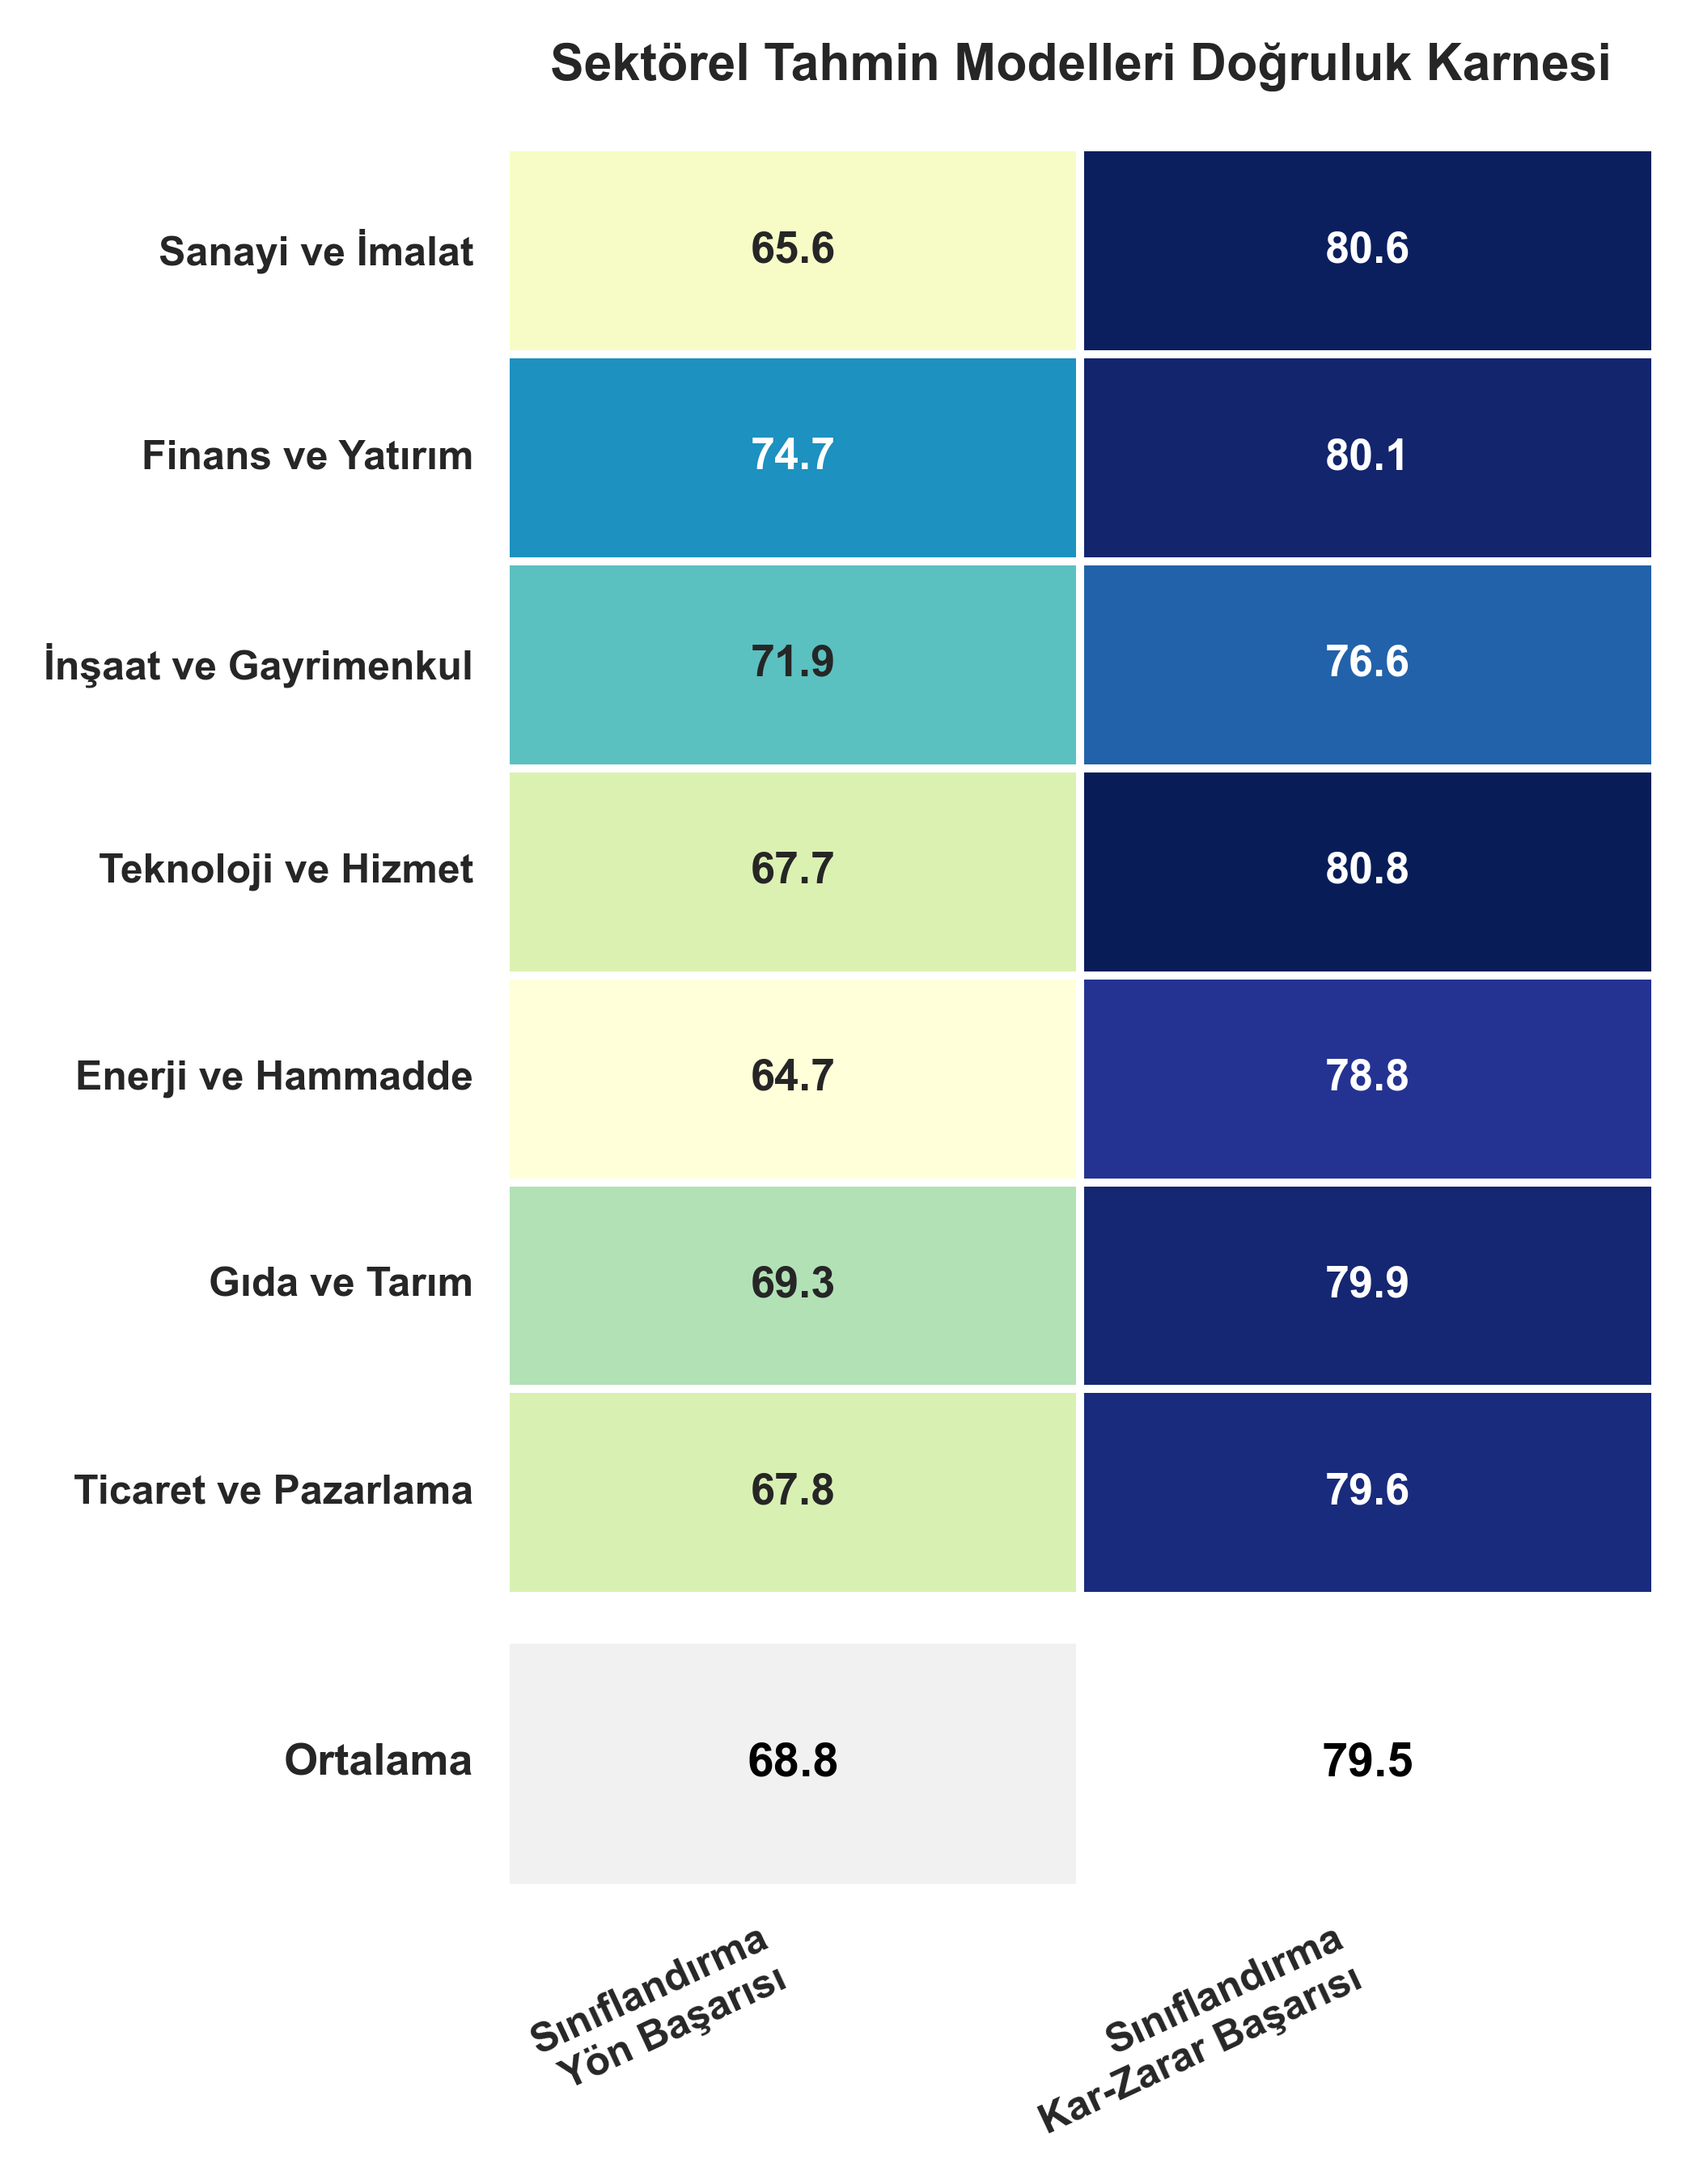 Sektörel Tahmin Modelleri Doğruluk Karnesi
Sanayi ve İmalat 65.6 80.6
Finans ve Yatırım 74.7 80.1
İnşaat ve Gayrimenkul 71.9 76.6
Teknoloji ve Hizmet 67.7 80.8
Enerji ve Hammadde 64.7 78.8
Gıda ve Tarım 69.3 79.9
Ticaret ve Pazarlama 67.8 79.6
Ortalama 68.8 79.5
Sınıflandırma
Yön Başarısı
Sınıflandırma
Kar-Zarar Başarısı